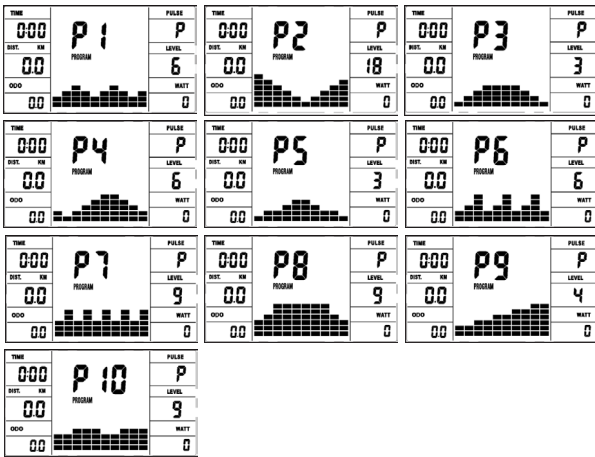 TIME
0:00
DIST. KM
0.0
ODO
0.0
P1
PROGRAM
PULSE
P
LEVEL
6
WATT
0
TIME
0:00
DIST. KM
0.0
ODO
0.0
P2
PROGRAM
PULSE
P
LEVEL
18
WATT
0
TIME
0:00
DIST. KM
0.0
ODO
0.0
P3
PROGRAM
PULSE
P
LEVEL
3
WATT
0
TIME
0:00
DIST. KM
0.0
ODO
0.0
P4
PROGRAM
PULSE
P
LEVEL
6
WATT
0
TIME
0:00
DIST. KM
0.0
ODO
0.0
P5
PROGRAM
PULSE
P
LEVEL
3
WATT
0
TIME
0:00
DIST. KM
0.0
ODO
0.0
P6
PROGRAM
PULSE
P
LEVEL
6
WATT
0
TIME
0:00
DIST. KM
0.0
ODO
0.0
P7
PROGRAM
PULSE
P
LEVEL
9
WATT
0
TIME
0:00
DIST. KM
0.0
ODO
0.0
P8
PROGRAM
PULSE
P
LEVEL
9
WATT
0
TIME
0:00
DIST. KM
0.0
ODO
0.0
P9
PROGRAM
PULSE
P
LEVEL
4
WATT
0
TIME
0:00
DIST. KM
0.0
ODO
0.0
P10
PROGRAM
PULSE
P
LEVEL
9
WATT
0